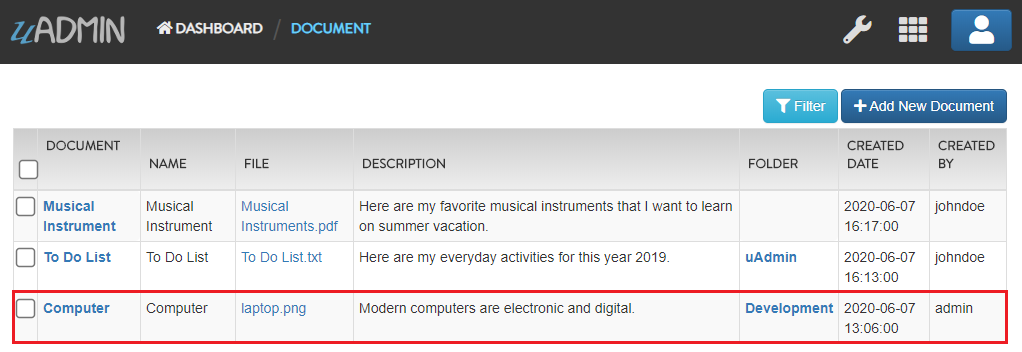 uADMIN
DASHBOARD / DOCUMENT
Filter
Add New Document
DOCUMENT NAME FILE DESCRIPTION FOLDER CREATED DATE CREATED BY
Musical Instrument Musical Instrument Musical Instruments.pdf Here are my favorite musical instruments that I want to learn on summer vacation. 2020-06-07 16:17:00 johndoe
To Do List To Do List To Do List.txt Here are my everyday activities for this year 2019. uAdmin 2020-06-07 16:13:00 johndoe
Computer Computer laptop.png Modern computers are electronic and digital. Development 2020-06-07 13:06:00 admin